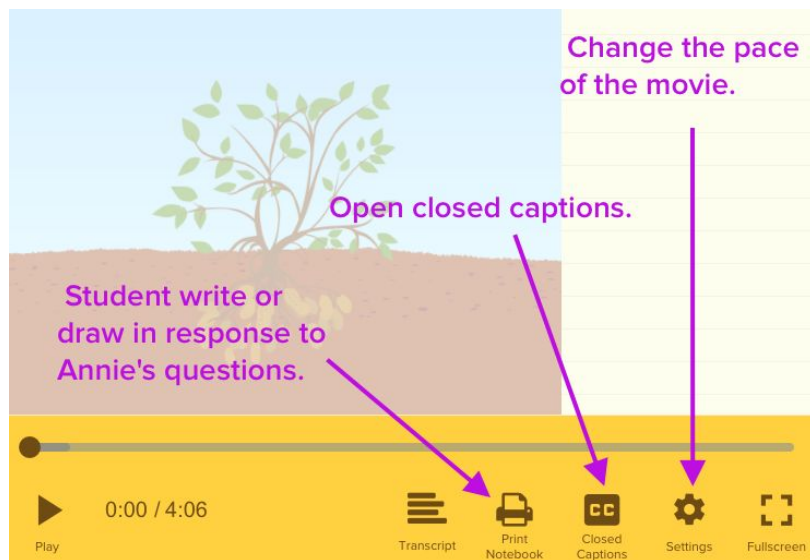 Change the pace
of the movie.
Open closed captions.
Student write or
draw in response to
Annie's questions.
0:00 / 4:06
CC
Play
Transcript
Print
Notebook
Closed
Captions
Settings
Fullscreen